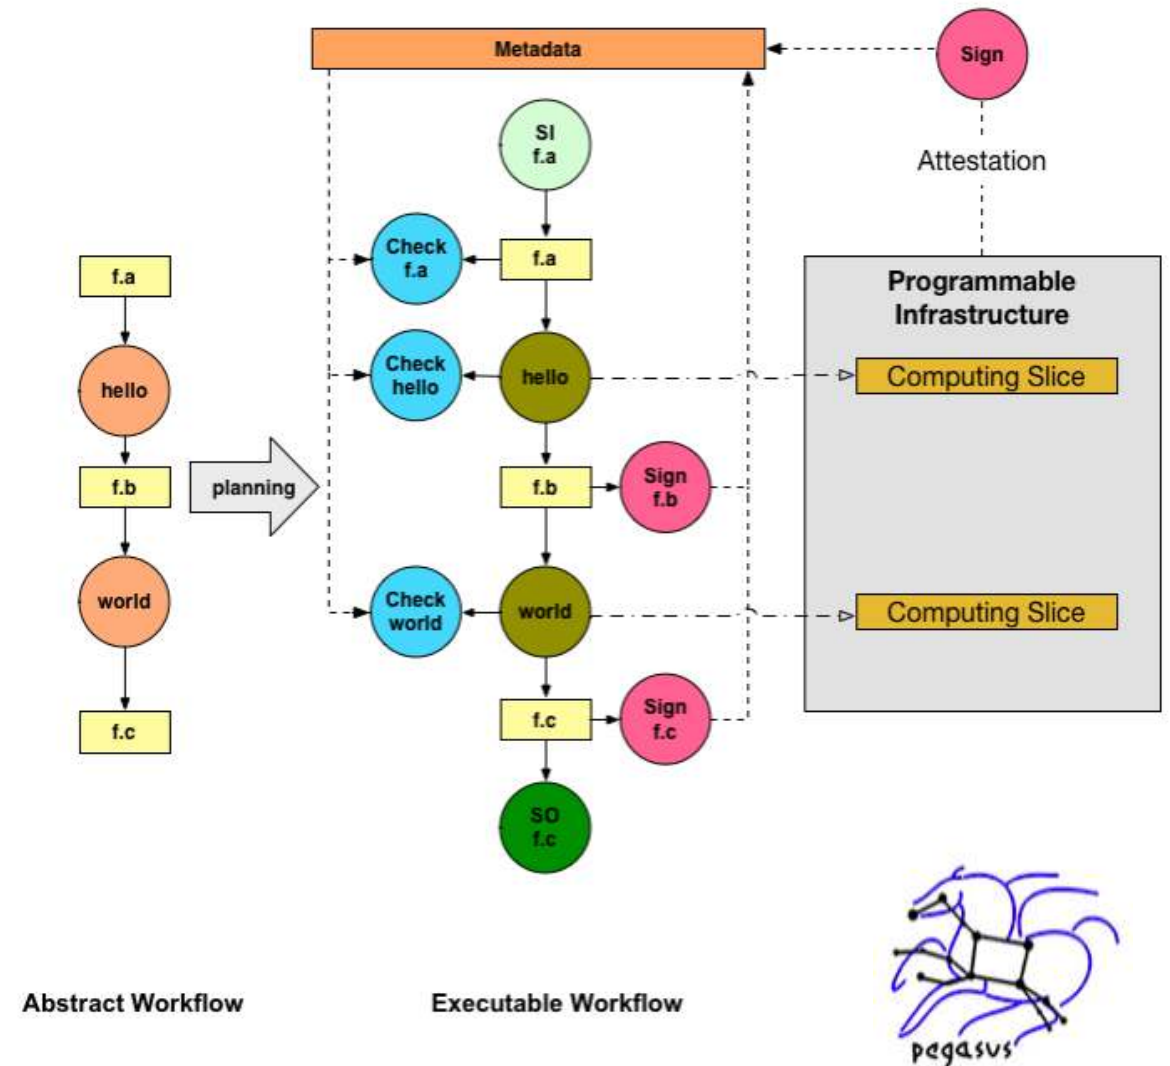 Metadata
Sign
Attestation
f.a
hello
f.b
world
f.c
planning
SI
f.a
f.a
Check
f.a
Check
hello
hello
f.b
Sign
f.b
Check
world
world
f.c
Sign
f.c
SO
f.c
Programmable
Infrastructure
Computing Slice
Computing Slice
Abstract Workflow
Executable Workflow
pegasus